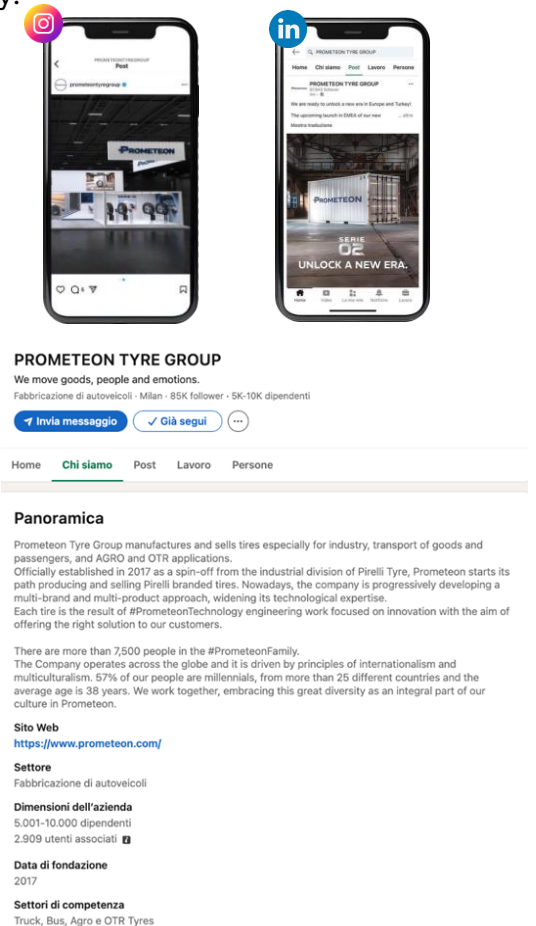 y.
in
PROMETEONTYREGROUP
Post
prometeontyregroup
PROMETEON
PROMETEON
6
PROMETEON TYRE GROUP
Home Chi siamo Post Lavoro Persone
PROMETEON TYRE GROUP
We are ready to unlock a new era in Europe and Turkey!
The upcoming launch in EMEA of our new ... altro
Mostra traduzione
PROMETEON
SERIE
02
UNLOCK A NEW ERA.
Home Video La mia rete Notifiche Lavoro
PROMETEON TYRE GROUP
We move goods, people and emotions.
Fabbricazione di autoveicoli · Milan · 85K follower · 5K-10K dipendenti
Invia messaggio ✓ Già segui ...
Home Chi siamo Post Lavoro Persone
Panoramica
Prometeon Tyre Group manufactures and sells tires especially for industry, transport of goods and
passengers, and AGRO and OTR applications.
Officially established in 2017 as a spin-off from the industrial division of Pirelli Tyre, Prometeon starts its
path producing and selling Pirelli branded tires. Nowadays, the company is progressively developing a
multi-brand and multi-product approach, widening its technological expertise.
Each tire is the result of #PrometeonTechnology engineering work focused on innovation with the aim of
offering the right solution to our customers.
There are more than 7,500 people in the #PrometeonFamily.
The Company operates across the globe and it is driven by principles of internationalism and
multiculturalism. 57% of our people are millennials, from more than 25 different countries and the
average age is 38 years. We work together, embracing this great diversity as an integral part of our
culture in Prometeon.
Sito Web
https://www.prometeon.com/
Settore
Fabbricazione di autoveicoli
Dimensioni dell'azienda
5.001-10.000 dipendenti
2.909 utenti associati
Data di fondazione
2017
Settori di competenza
Truck, Bus, Agro e OTR Tyres